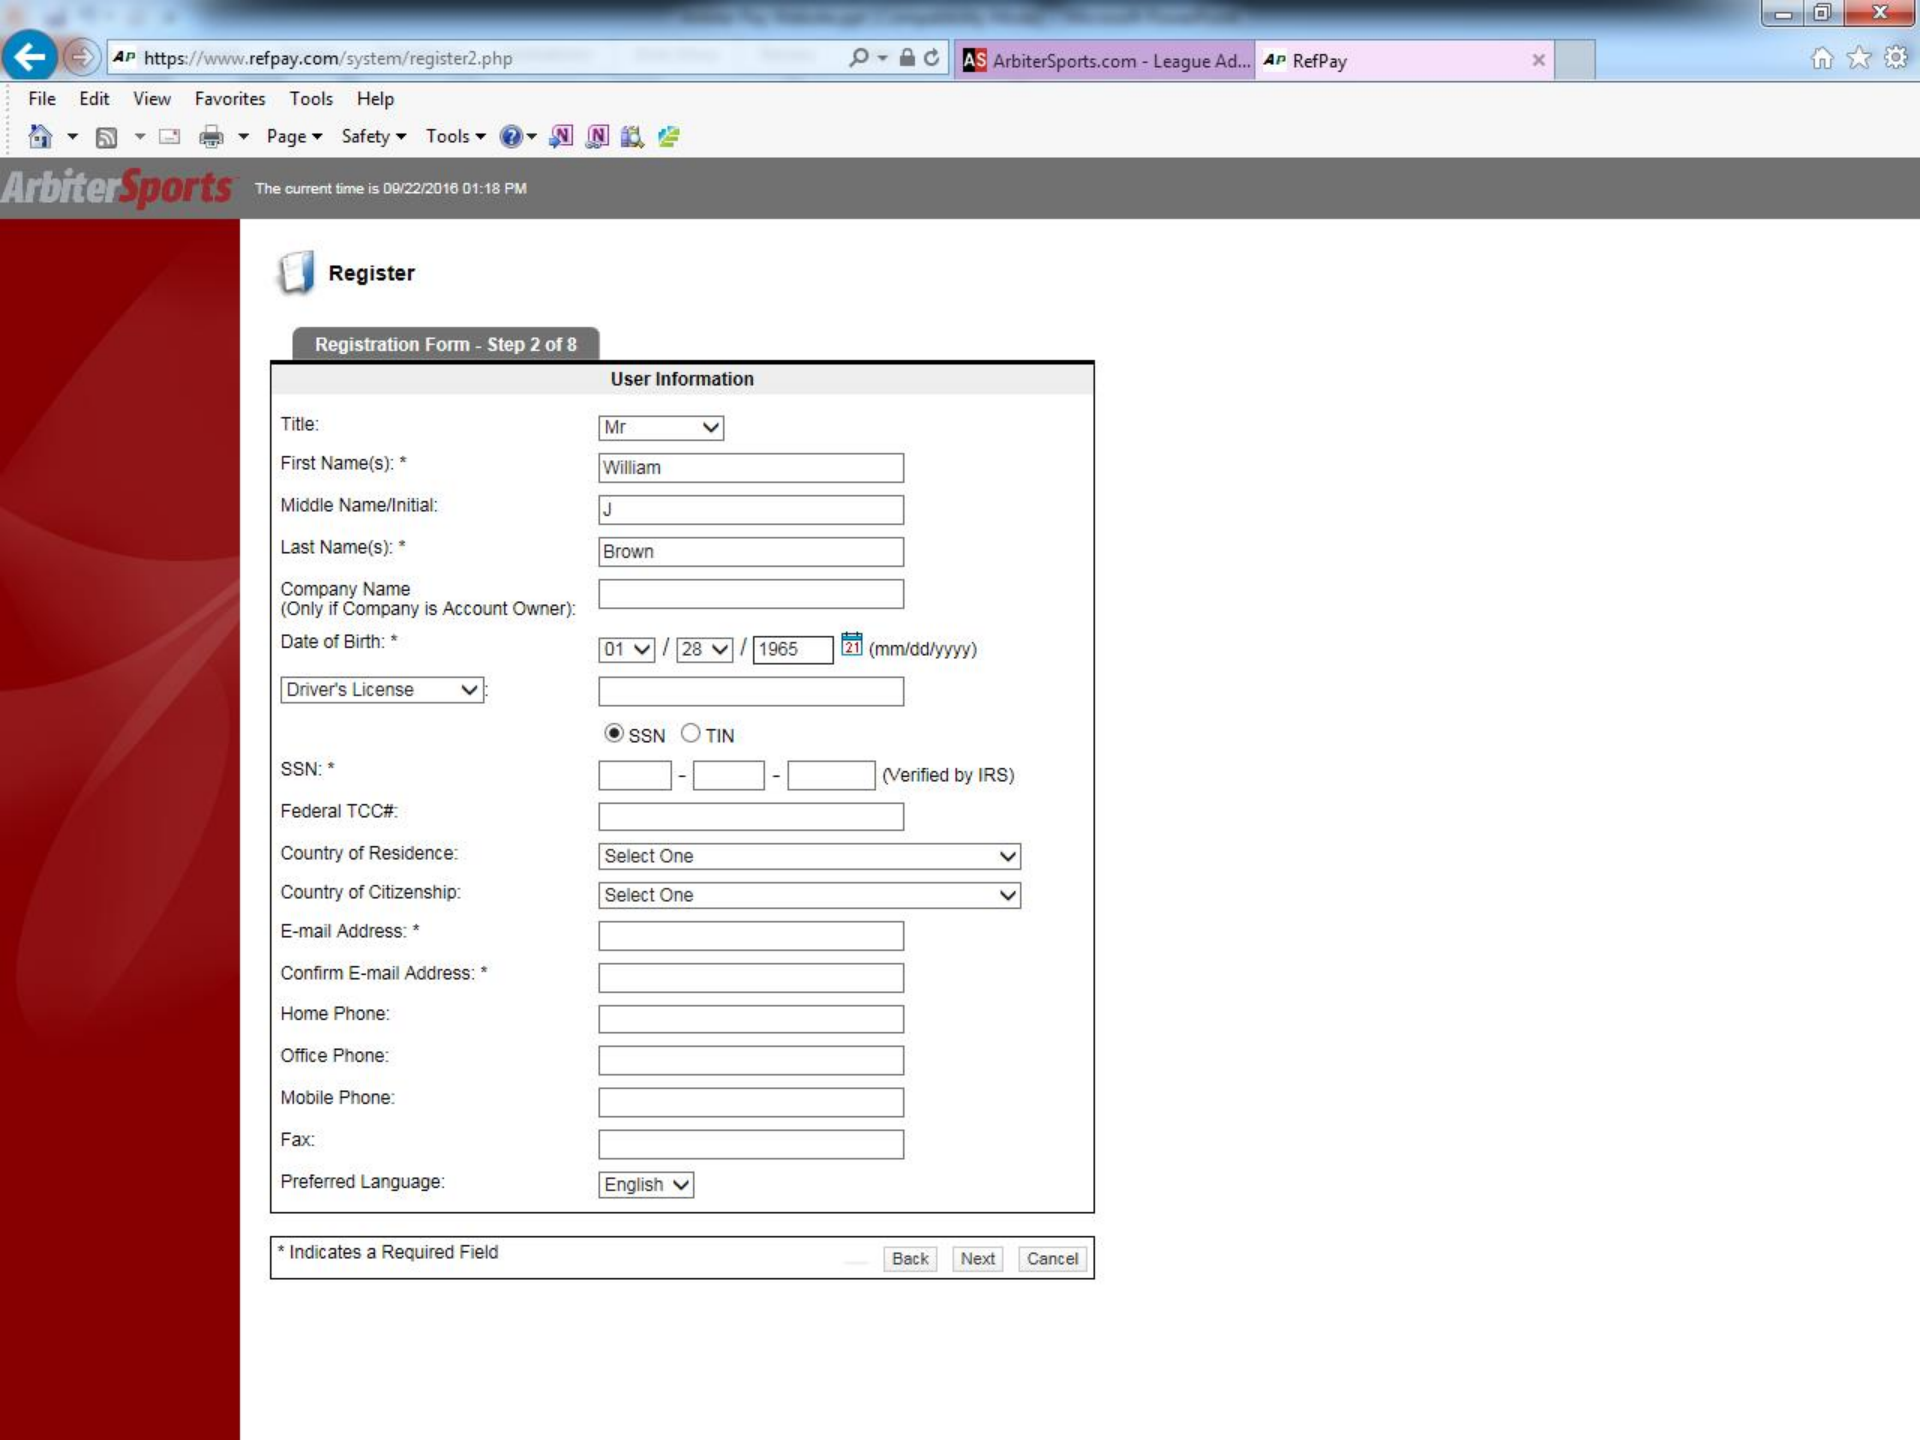 https://www.refpay.com/system/register2.php
AS ArbiterSports.com - League Ad...
AP RefPay
File Edit View Favorites Tools Help
Page Safety Tools
ArbiterSports The current time is 09/22/2016 01:18 PM
Register
Registration Form - Step 2 of 8
User Information
Title: Mr
First Name(s): * William
Middle Name/Initial: J
Last Name(s): * Brown
Company Name
(Only if Company is Account Owner):
Date of Birth: * 01 / 28 / 1965 21 (mm/dd/yyyy)
Driver's License :
SSN TIN
SSN: * - - (Verified by IRS)
Federal TCC#:
Country of Residence: Select One
Country of Citizenship: Select One
E-mail Address: *
Confirm E-mail Address: *
Home Phone:
Office Phone:
Mobile Phone:
Fax:
Preferred Language: English
* Indicates a Required Field Back Next Cancel